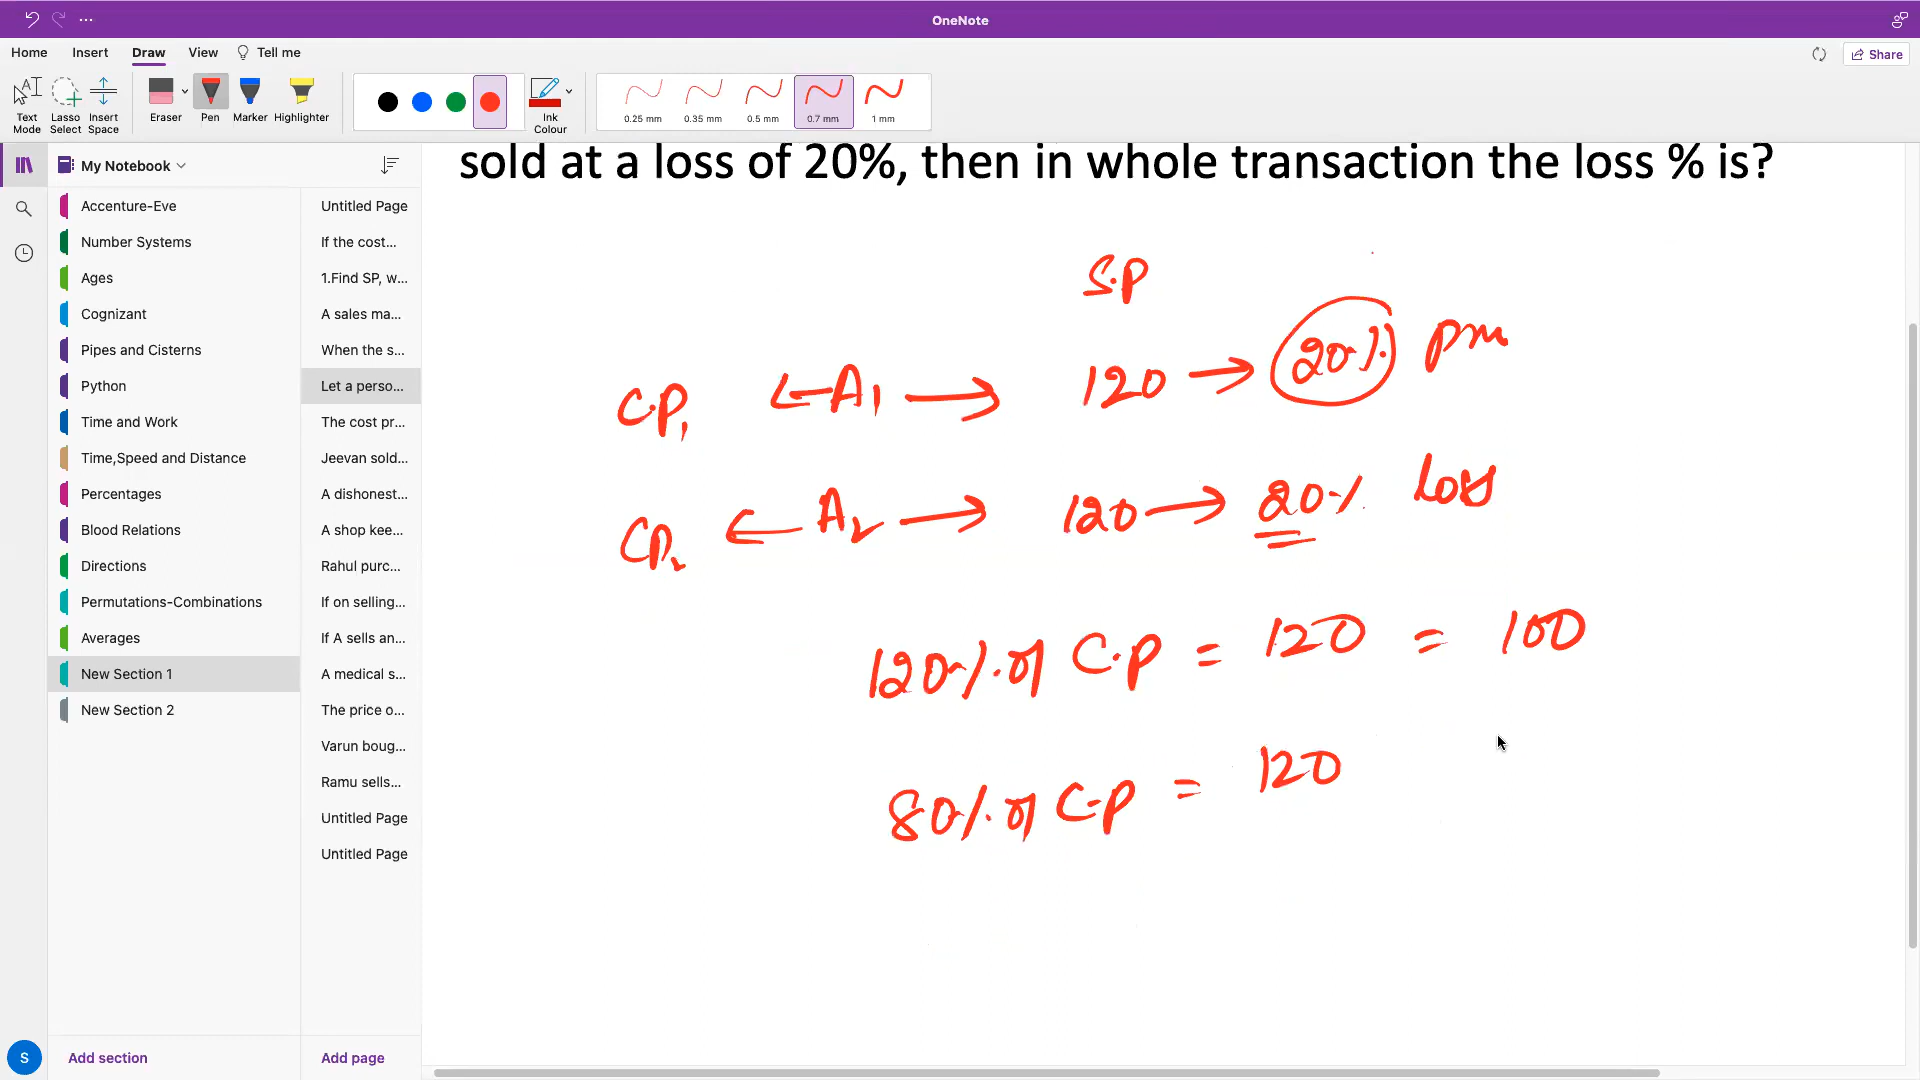 OneNote
Home Insert Draw View Tell me
Share
Text Mode
Lasso Select
Insert Space
Eraser
Pen
Marker
Highlighter
Ink Colour
0.25 mm
0.35 mm
0.5 mm
0.7 mm
1 mm
My Notebook
Accenture-Eve
Number Systems
Ages
Cognizant
Pipes and Cisterns
Python
Time and Work
Time,Speed and Distance
Percentages
Blood Relations
Directions
Permutations-Combinations
Averages
New Section 1
New Section 2
Add section
Untitled Page
If the cost...
1.Find SP, w...
A sales ma...
When the s...
Let a perso...
The cost pr...
Jeevan sold...
A dishonest...
A shop kee...
Rahul purc...
If on selling...
If A sells an...
A medical s...
The price o...
Varun boug...
Ramu sells...
Untitled Page
Untitled Page
Add page
S
sold at a loss of 20%, then in whole transaction the loss % is?
S.P
C.P1 ← A1 → 120 → 20%
CP2 ← A2 → 120 → 20% loss
120% of C.P = 120 = 100
80% of C.P = 120